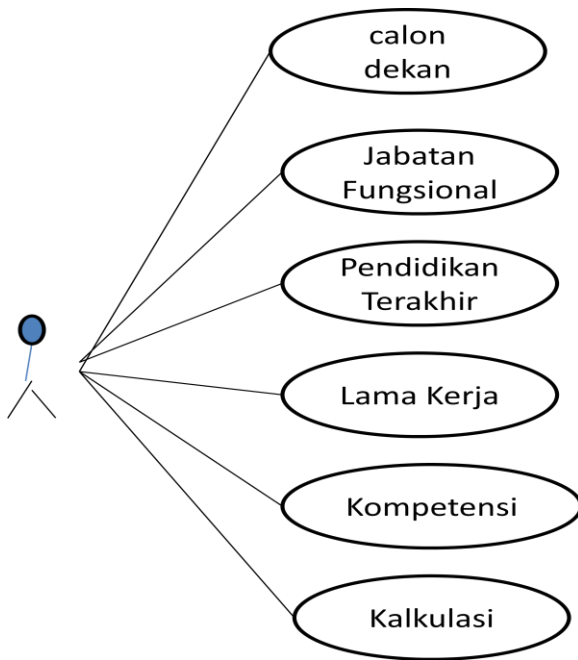 calon
dekan
Jabatan
Fungsional
Pendidikan
Terakhir
Lama Kerja
Kompetensi
Kalkulasi